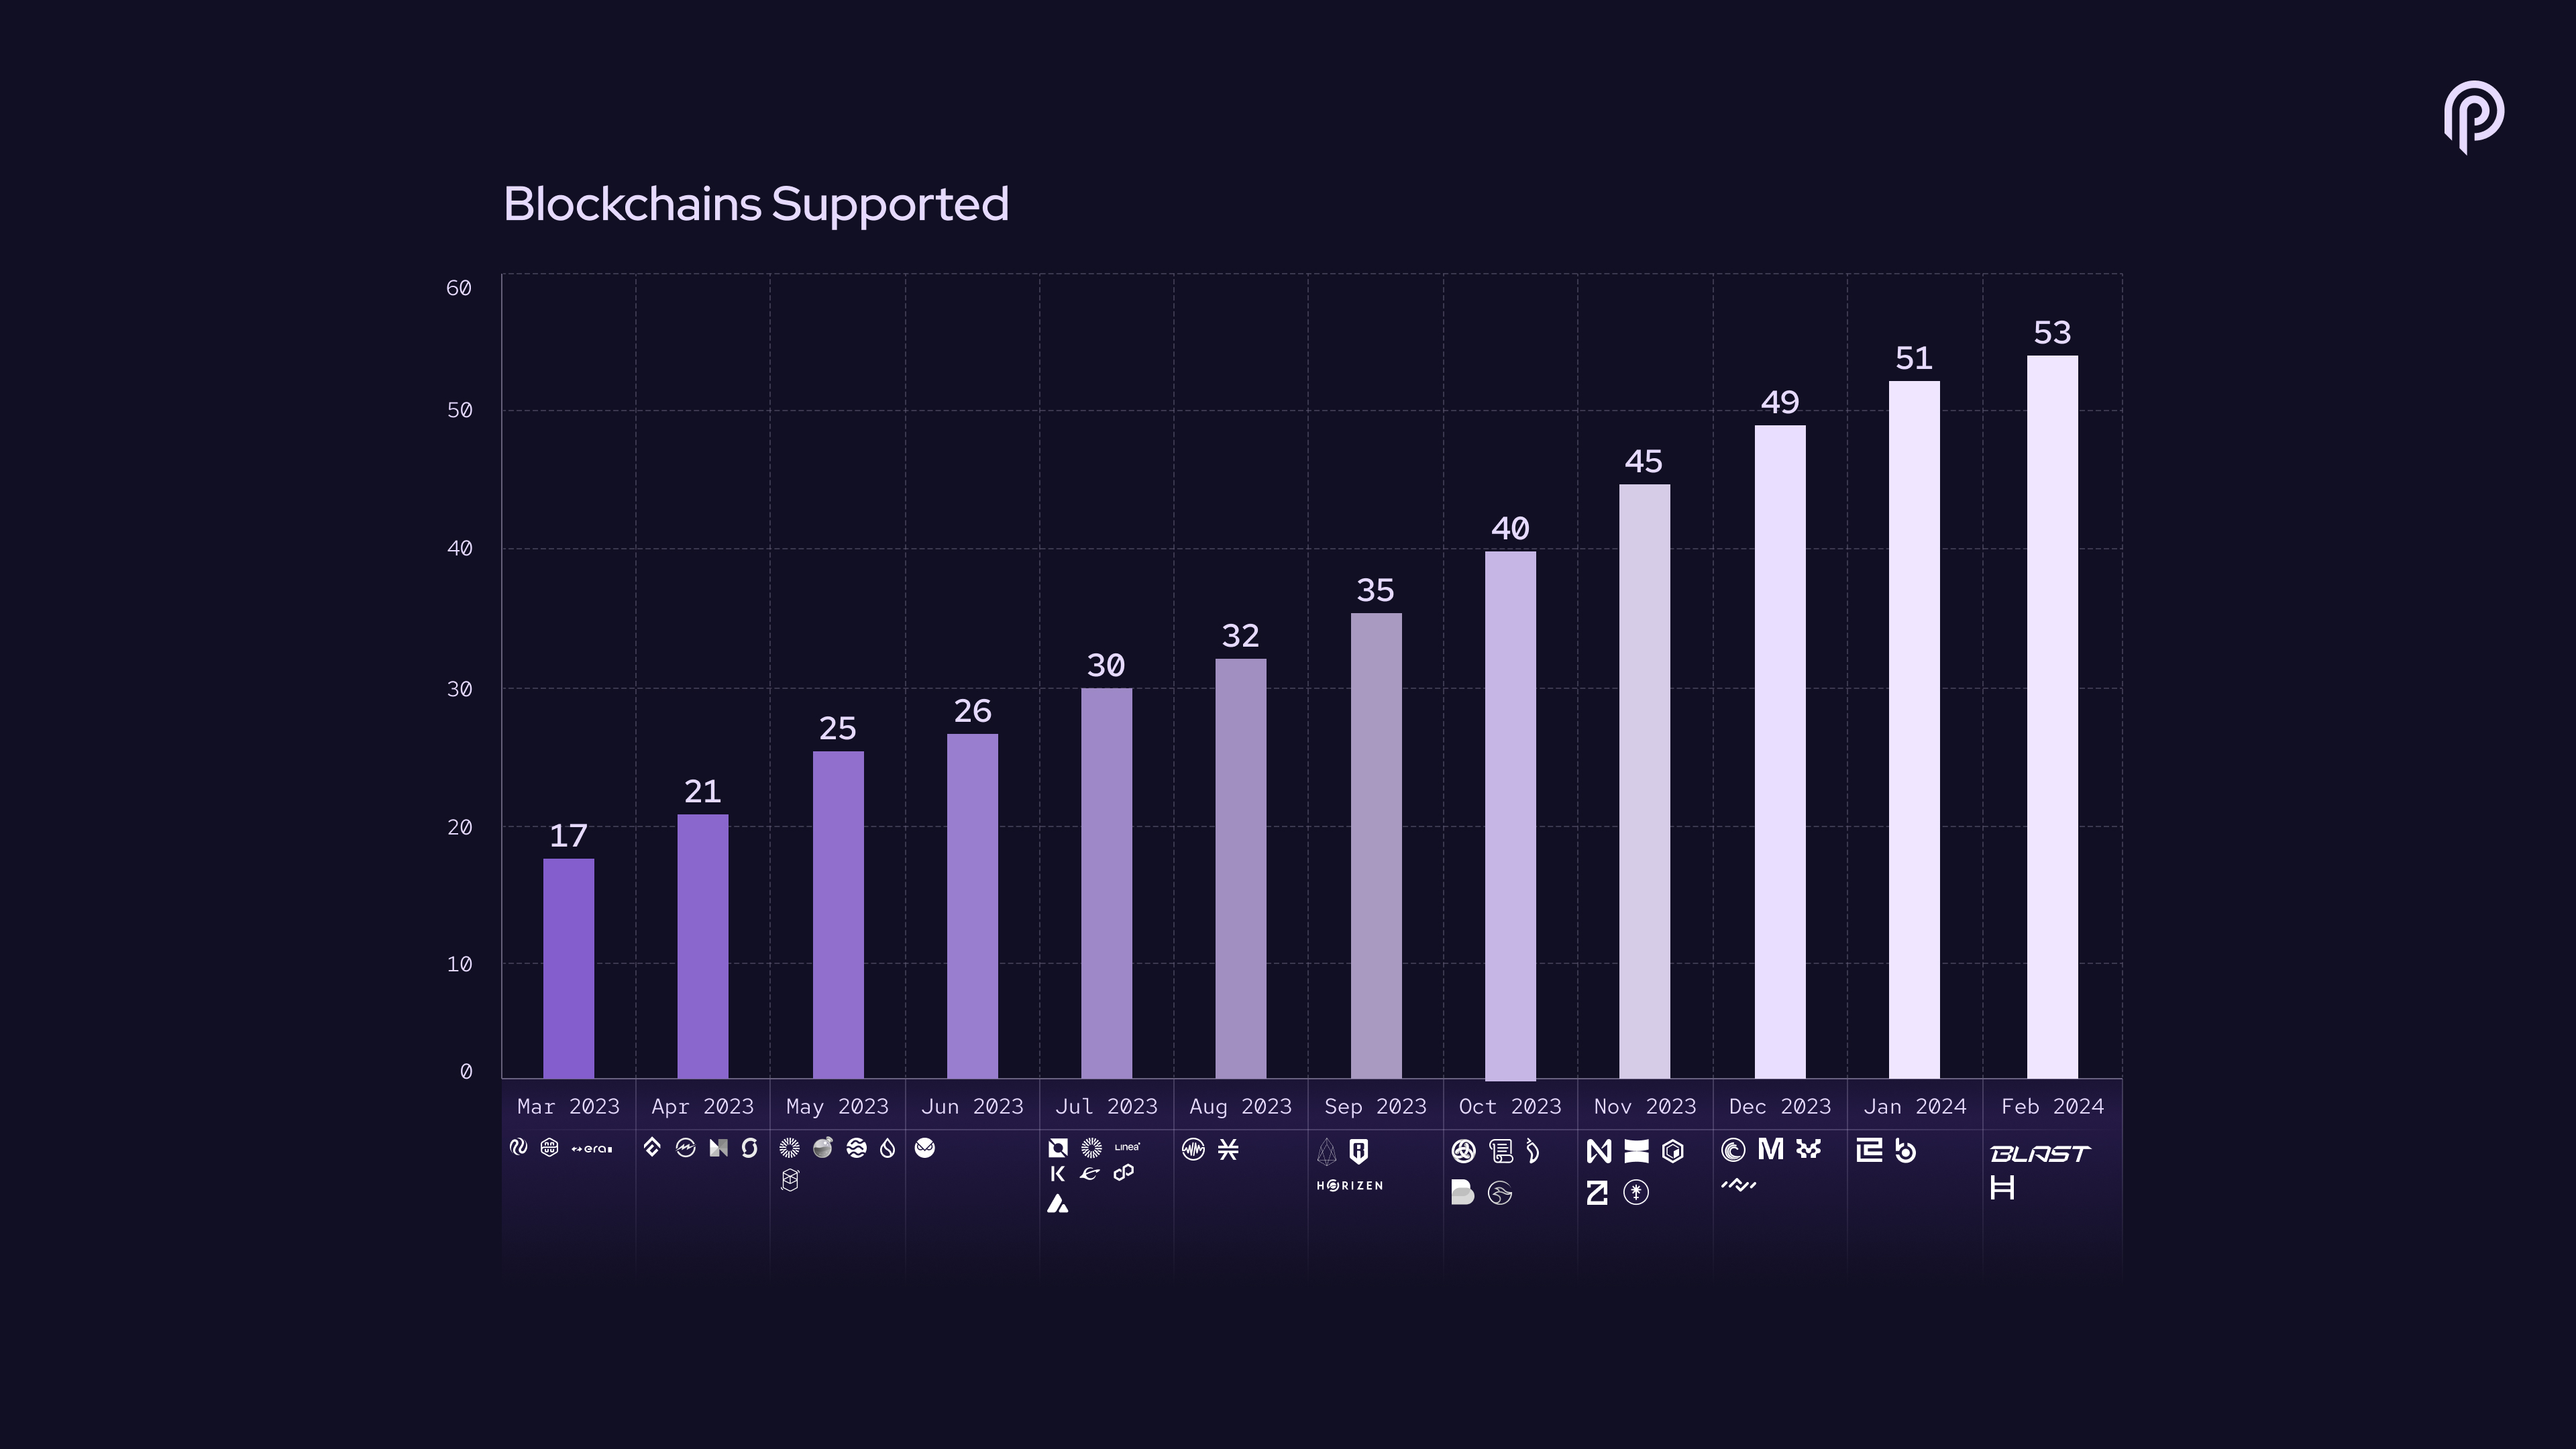 Blockchains Supported
60
50
40
30
20
10
0
17
21
25
26
30
32
35
40
45
49
51
53
Mar 2023
Apr 2023
May 2023
Jun 2023
Jul 2023
Aug 2023
Sep 2023
Oct 2023
Nov 2023
Dec 2023
Jan 2024
Feb 2024
era
Linea
HORIZEN
BLAST